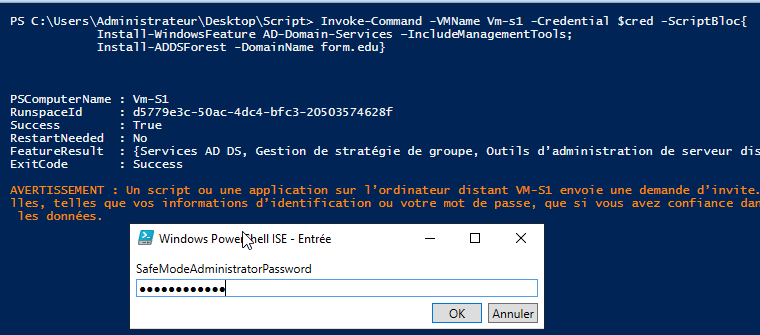 PS C:\Users\Administrateur\Desktop\Script> Invoke-Command -VMName Vm-s1 -Credential $cred -ScriptBloc{
Install-WindowsFeature AD-Domain-Services -IncludeManagementTools;
Install-ADDSForest -DomainName form.edu}
PSComputerName : Vm-S1
RunspaceId : d5779e3c-50ac-4dc4-bfc3-20503574628f
Success : True
RestartNeeded : No
FeatureResult : {Services AD DS, Gestion de stratégie de groupe, Outils d’administration de serveur dis
ExitCode : Success
AVERTISSEMENT : Un script ou une application sur l’ordinateur distant VM-S1 envoie une demande d’invite.
lles, telles que vos informations d’identification ou votre mot de passe, que si vous avez confiance dan
les données.
Windows PowerShell ISE - Entrée
SafeModeAdministratorPassword
●●●●●●●●●●●●
OK Annuler